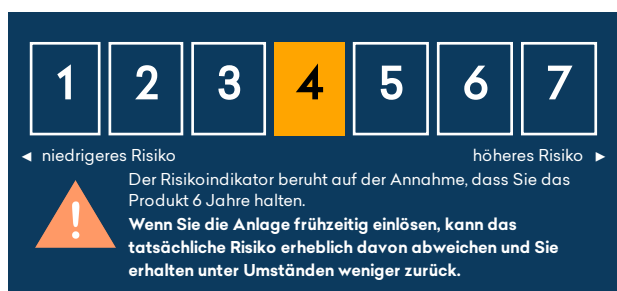 1 2 3 4 5 6 7
◄ niedrigeres Risiko höheres Risiko ►
Der Risikoindikator beruht auf der Annahme, dass Sie das
Produkt 6 Jahre halten.
Wenn Sie die Anlage frühzeitig einlösen, kann das
tatsächliche Risiko erheblich davon abweichen und Sie
erhalten unter Umständen weniger zurück.